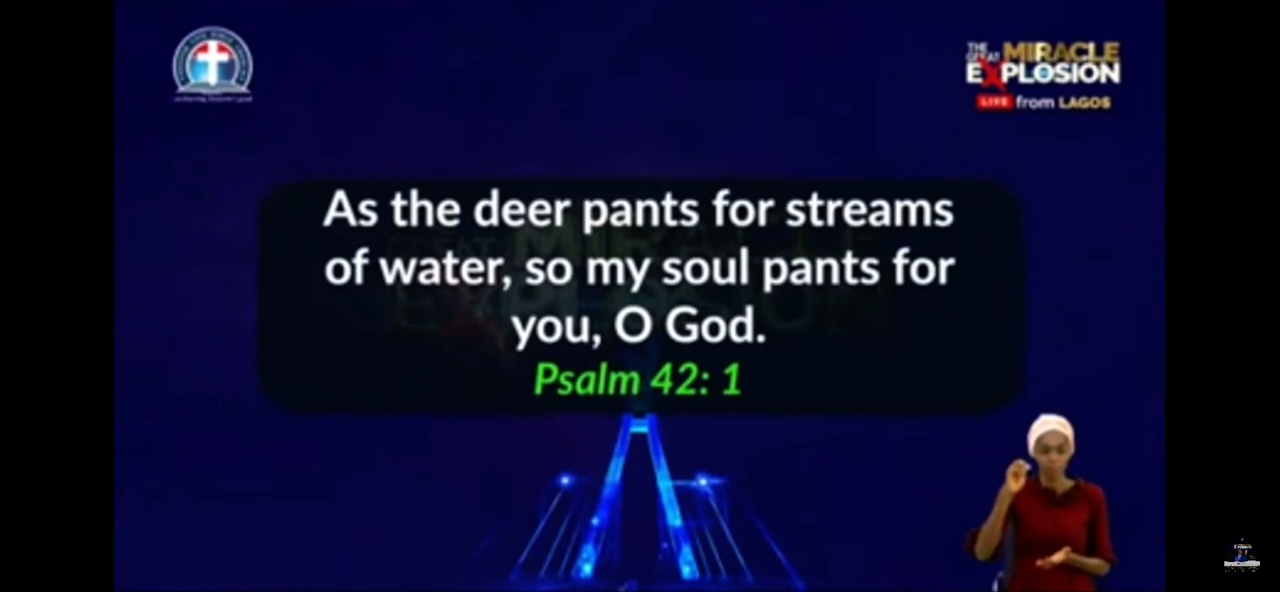 THE GREAT MIRACLE
EXPLOSION
LIVE from LAGOS
As the deer pants for streams
of water, so my soul pants for
you, O God.
Psalm 42: 1